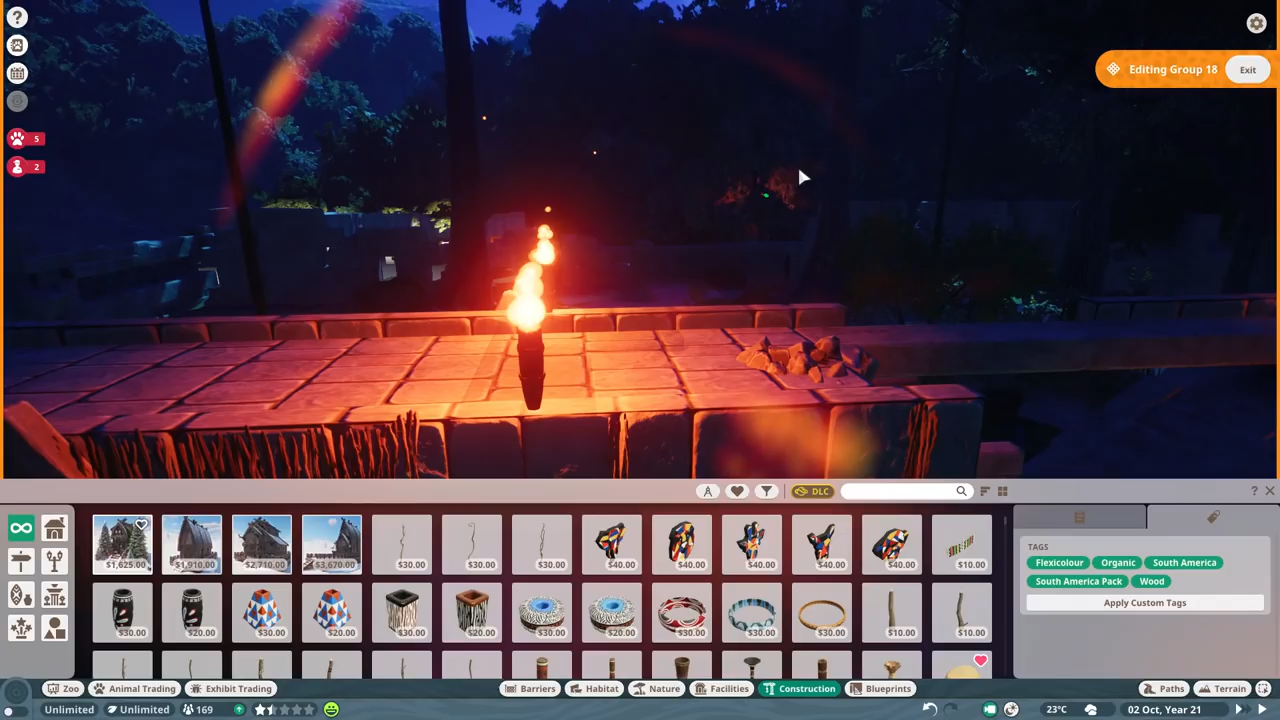 ?
Editing Group 18 Exit
5
2
DLC
? ×
$1,625.00 $1,910.00 $2,710.00 $3,670.00 $30.00 $30.00 $30.00 $40.00 $40.00 $40.00 $40.00 $40.00 $10.00
$30.00 $20.00 $30.00 $20.00 $30.00 $20.00 $30.00 $20.00 $30.00 $30.00 $30.00 $10.00 $10.00
TAGS
Flexicolour Organic South America
South America Pack Wood
Apply Custom Tags
Zoo Animal Trading Exhibit Trading Barriers Habitat Nature Facilities Construction Blueprints Paths Terrain
Unlimited Unlimited 169 23°C 02 Oct, Year 21